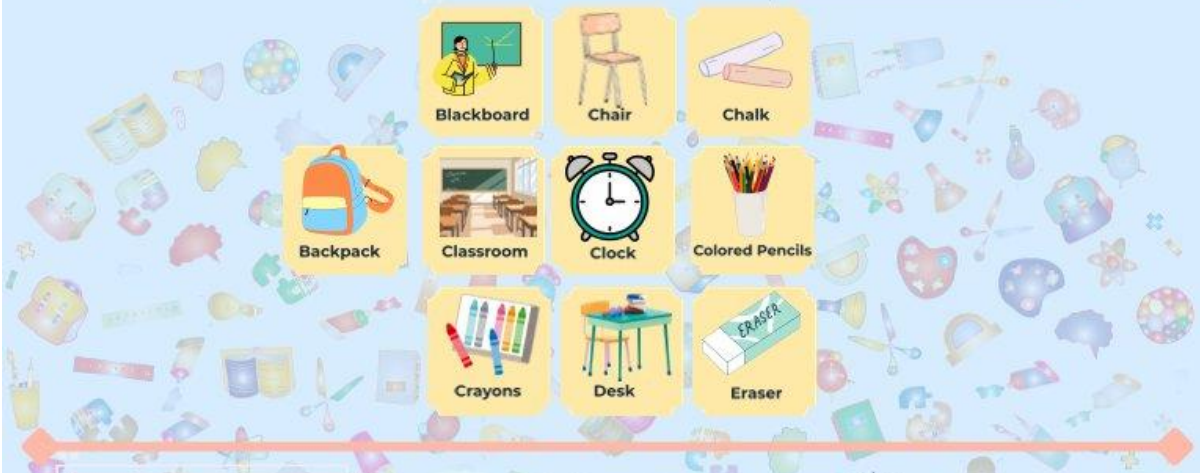 Blackboard
Chair
Chalk
Backpack
Classroom
Clock
Colored Pencils
Crayons
Desk
ERASER
Eraser